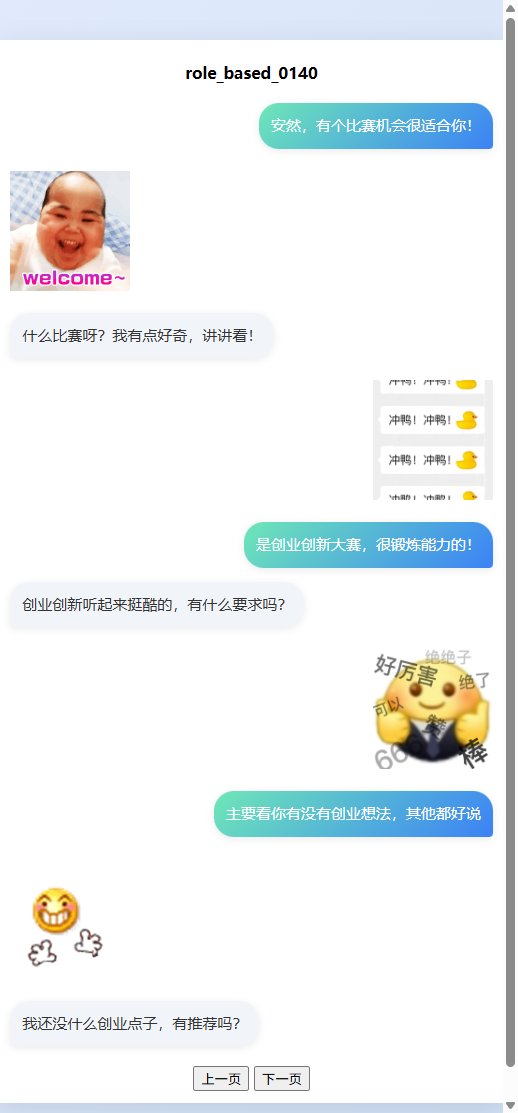 role_based_0140
安然，有个比赛机会很适合你！
welcome~
什么比赛呀？我有点好奇，讲讲看！
冲鸭！冲鸭！
冲鸭！冲鸭！
冲鸭！冲鸭！
冲鸭！冲鸭！
是创业创新大赛，很锻炼能力的！
创业创新听起来挺酷的，有什么要求吗？
绝绝子
好厉害
绝了
可以
赞
666
棒
主要看你有没有创业想法，其他都好说
我还没什么创业点子，有推荐吗？
上一页 下一页